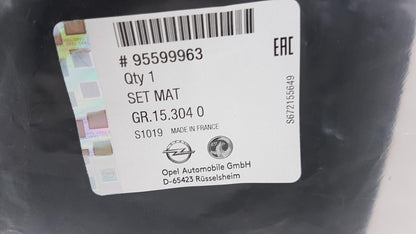 # 95599963
Qty 1
SET MAT
GR.15.304 0
S1019 MADE IN FRANCE
Opel Automobile GmbH
D-65423 Rüsselsheim
EAC
S672155649